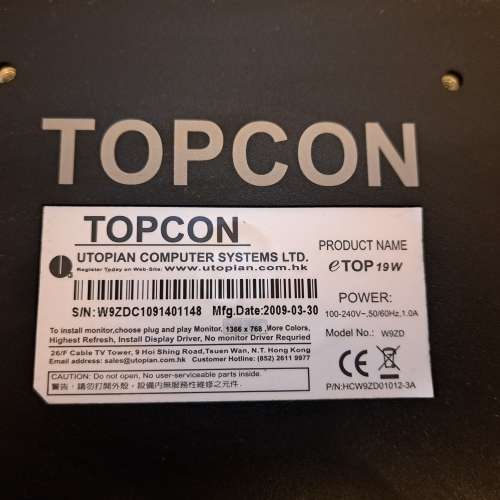 TOPCON
TOPCON
UTOPIAN COMPUTER SYSTEMS LTD.
Register Today on Web-Site: www.utopian.com.hk
PRODUCT NAME
eTOP 19W
S/N: W9ZDC1091401148 Mfg.Date:2009-03-30
POWER:
100-240V~,50/60Hz, 1.0A
To install monitor,choose plug and play Monitor, 1366 x 768 ,More Colors,
Highest Refresh, Install Display Driver, No monitor Driver Requried
Model No.: W9ZD
26/F Cable TV Tower, 9 Hoi Shing Road,Tsuen Wan, N.T. Hong Kong
Email address: sales@utopian.com.hk Customer Hotline: (852) 2611 9977
CAUTION: Do not open, No user-serviceable parts inside.
警告, 請勿打開外殼, 設備內無服務性維修之元件.
CE
P/N:HCW9ZD01012-3A